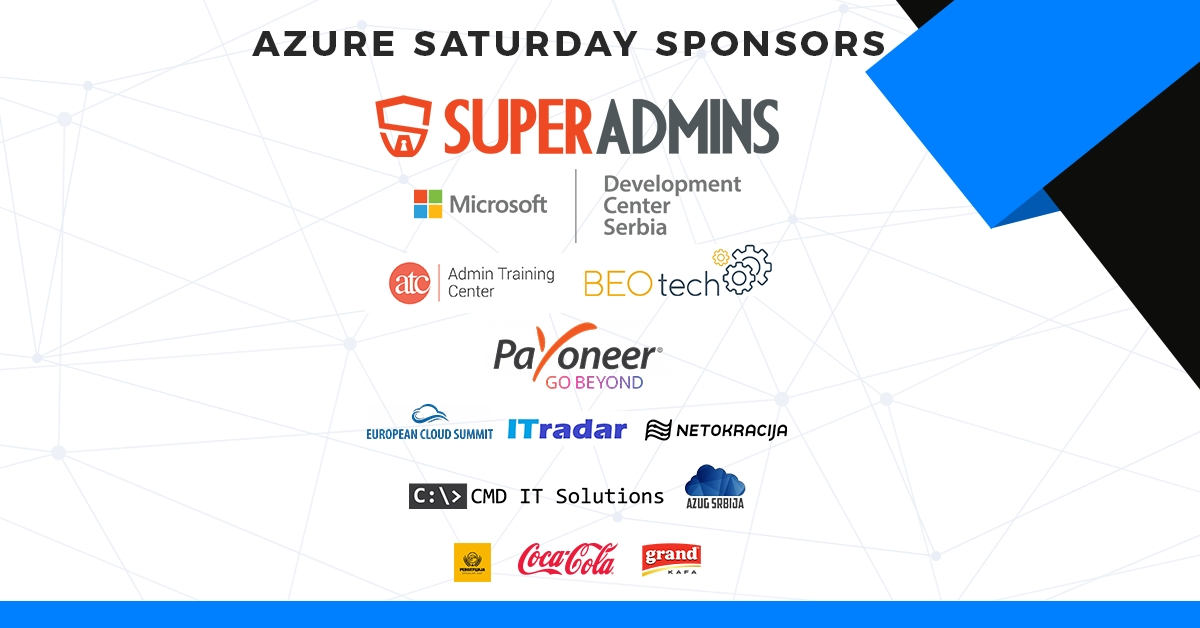 AZURE SATURDAY SPONSORS
SUPERADMINS
Microsoft
Development
Center
Serbia
atc
Admin Training
Center
BEOtech
Payoneer®
GO BEYOND
EUROPEAN CLOUD SUMMIT
ITradar
NETOKRACIJA
C:\> CMD IT Solutions
AZUG SRBIJA
Coca-Cola
grand
KAFA